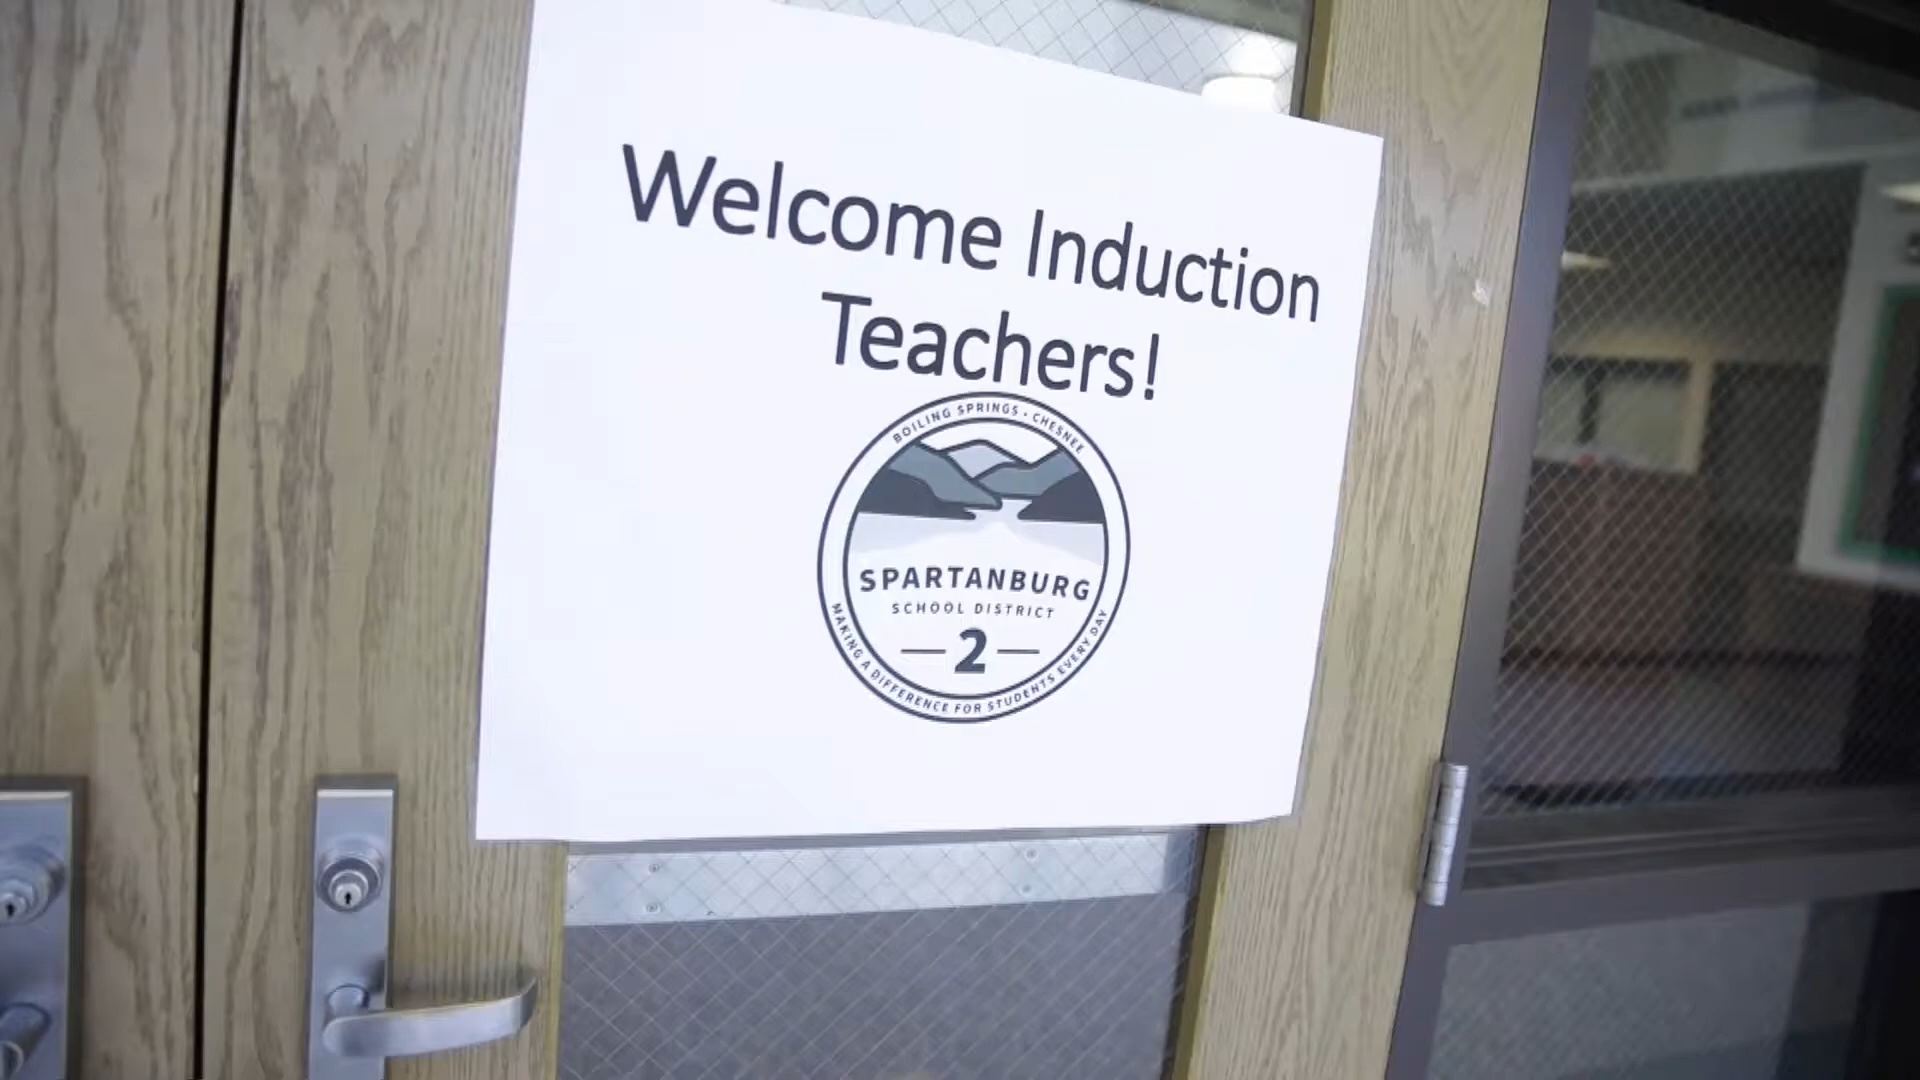 Welcome Induction
Teachers!
BOILING SPRINGS • CHESNEE
SPARTANBURG
SCHOOL DISTRICT
2
MAKING A DIFFERENCE FOR STUDENTS EVERY DAY